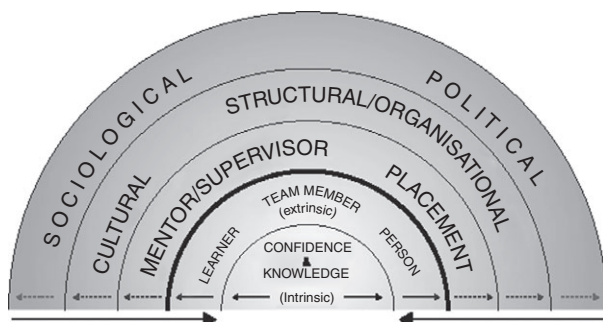 SOCIOLOGICAL
POLITICAL
CULTURAL
STRUCTURAL/ORGANISATIONAL
MENTOR/SUPERVISOR
PLACEMENT
LEARNER
TEAM MEMBER
(extrinsic)
PERSON
CONFIDENCE
&
KNOWLEDGE
(Intrinsic)